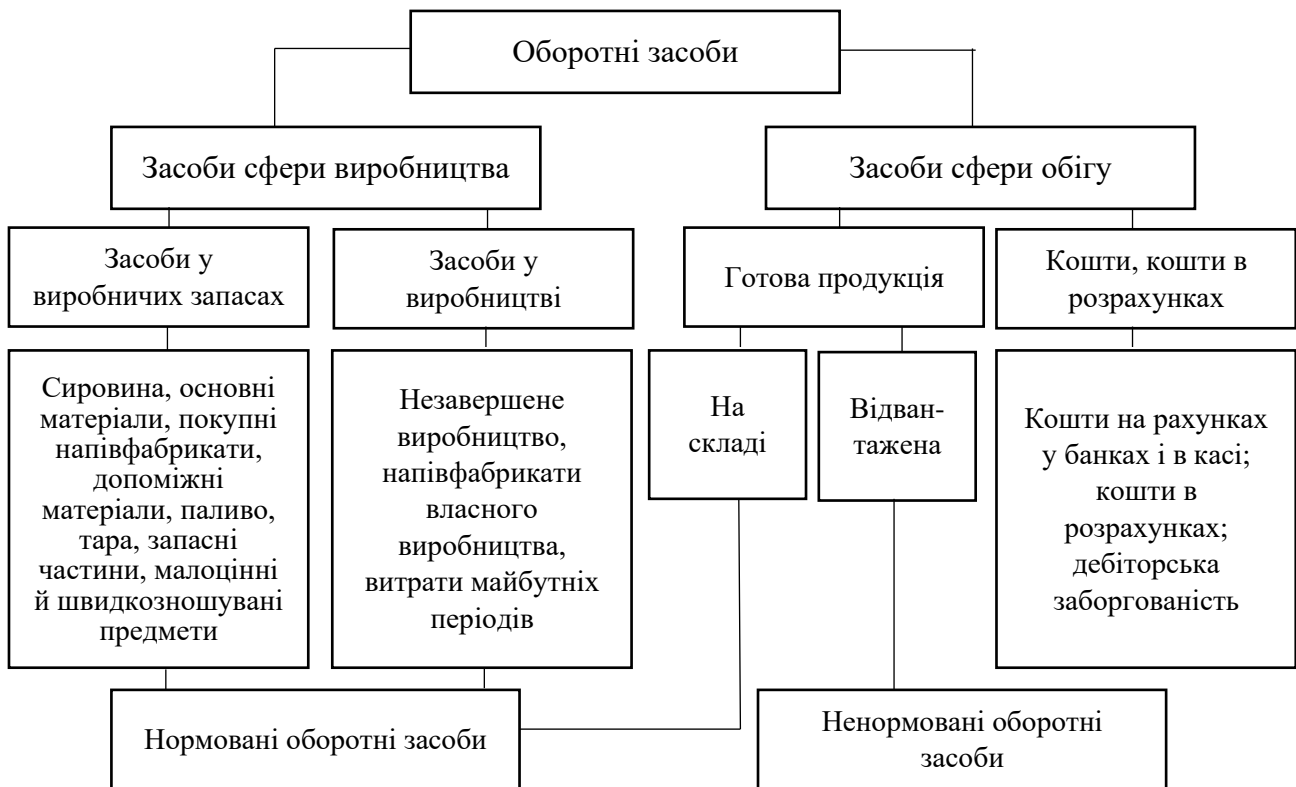 Оборотні засоби
Засоби сфери виробництва
Засоби сфери обігу
Засоби у
виробничих запасах
Засоби у
виробництві
Готова продукція
Кошти, кошти в
розрахунках
Сировина, основні
матеріали, покупні
напівфабрикати,
допоміжні
матеріали, паливо,
тара, запасні
частини, малоцінні
й швидкозношувані
предмети
Незавершене
виробництво,
напівфабрикати
власного
виробництва,
витрати майбутніх
періодів
На
складі
Відван-
тажена
Кошти на рахунках
у банках і в касі;
кошти в
розрахунках;
дебіторська
заборгованість
Нормовані оборотні засоби
Ненормовані оборотні
засоби